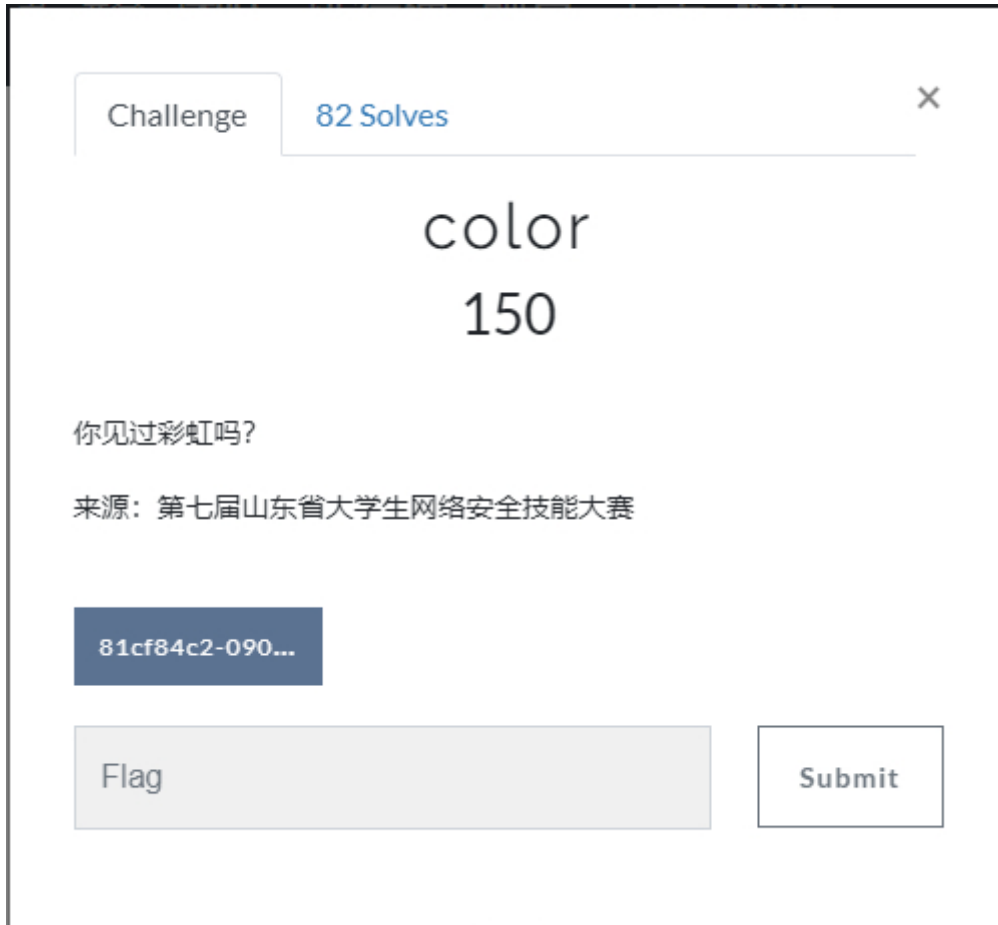 Challenge
82 Solves
×
color
150
你见过彩虹吗?
来源：第七届山东省大学生网络安全技能大赛
81cf84c2-090...
Flag
Submit